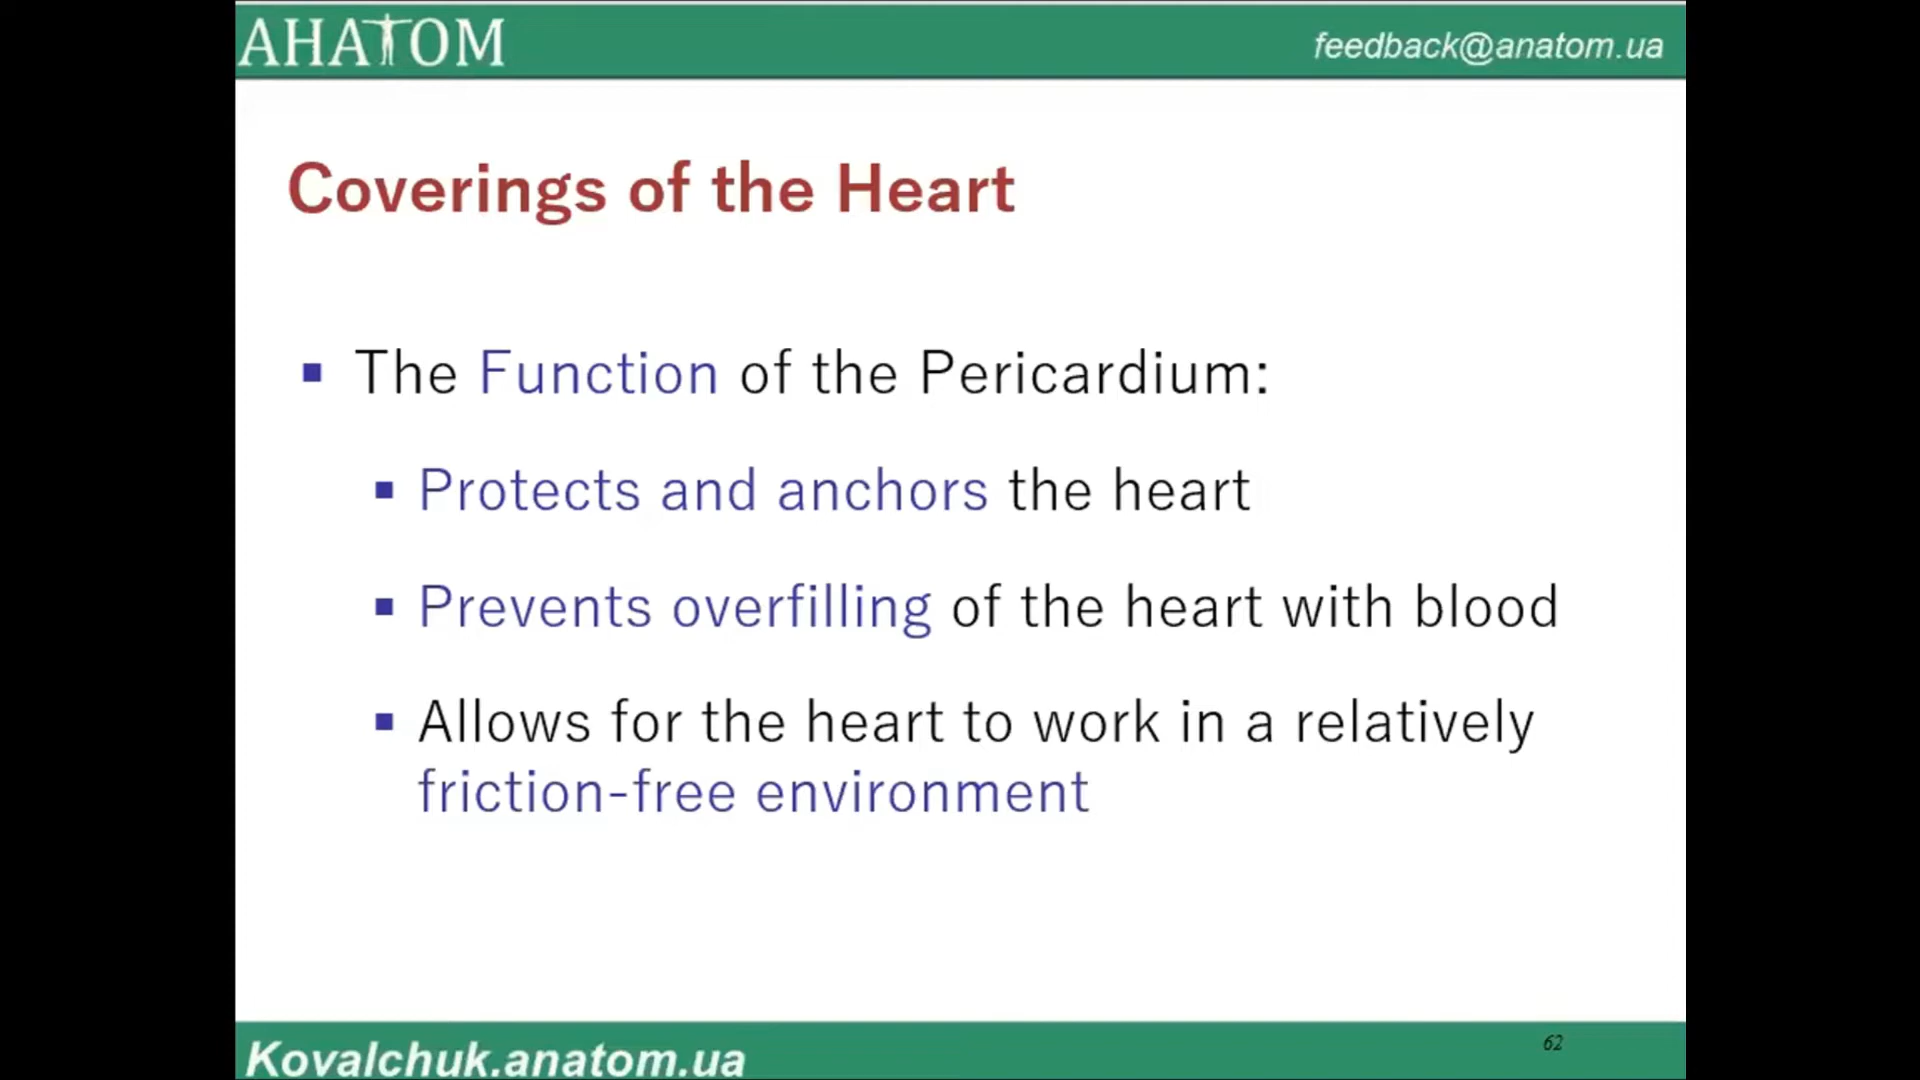 АНАТОМ
feedback@anatom.ua
Coverings of the Heart
The Function of the Pericardium:
Protects and anchors the heart
Prevents overfilling of the heart with blood
Allows for the heart to work in a relatively
friction-free environment
Kovalchuk.anatom.ua
62